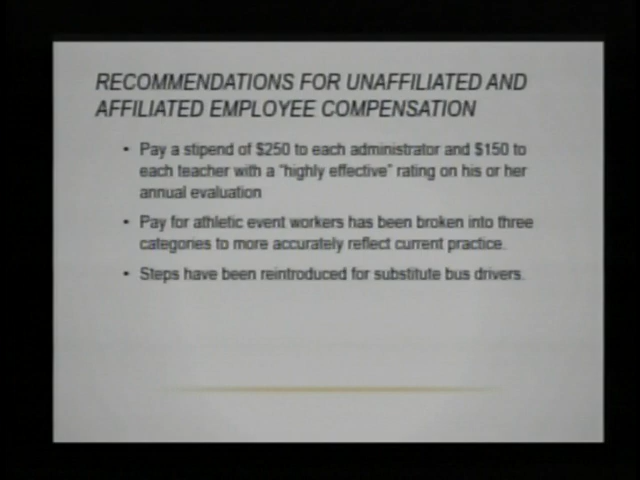 RECOMMENDATIONS FOR UNAFFILIATED AND
AFFILIATED EMPLOYEE COMPENSATION
• Pay a stipend of $250 to each administrator and $150 to
each teacher with a "highly effective" rating on his or her
annual evaluation
• Pay for athletic event workers has been broken into three
categories to more accurately reflect current practice.
• Steps have been reintroduced for substitute bus drivers.